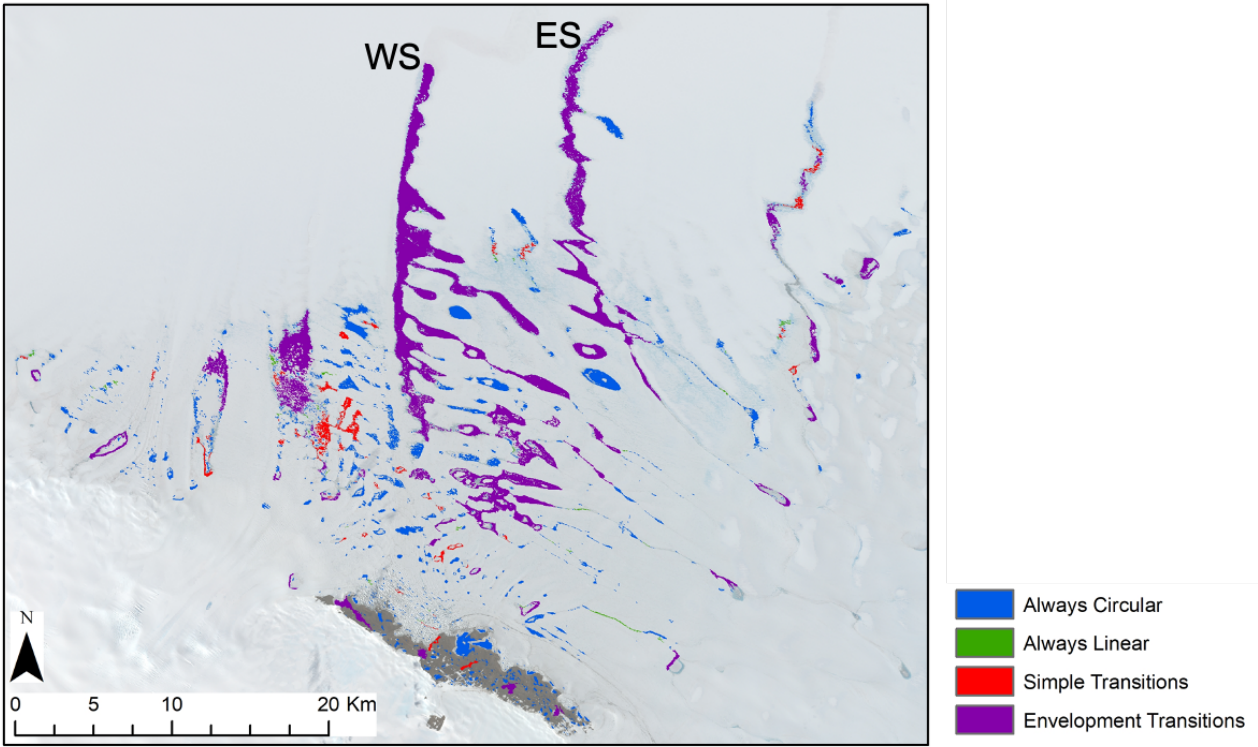 WS
ES
N
0 5 10 20 Km
Always Circular
Always Linear
Simple Transitions
Envelopment Transitions